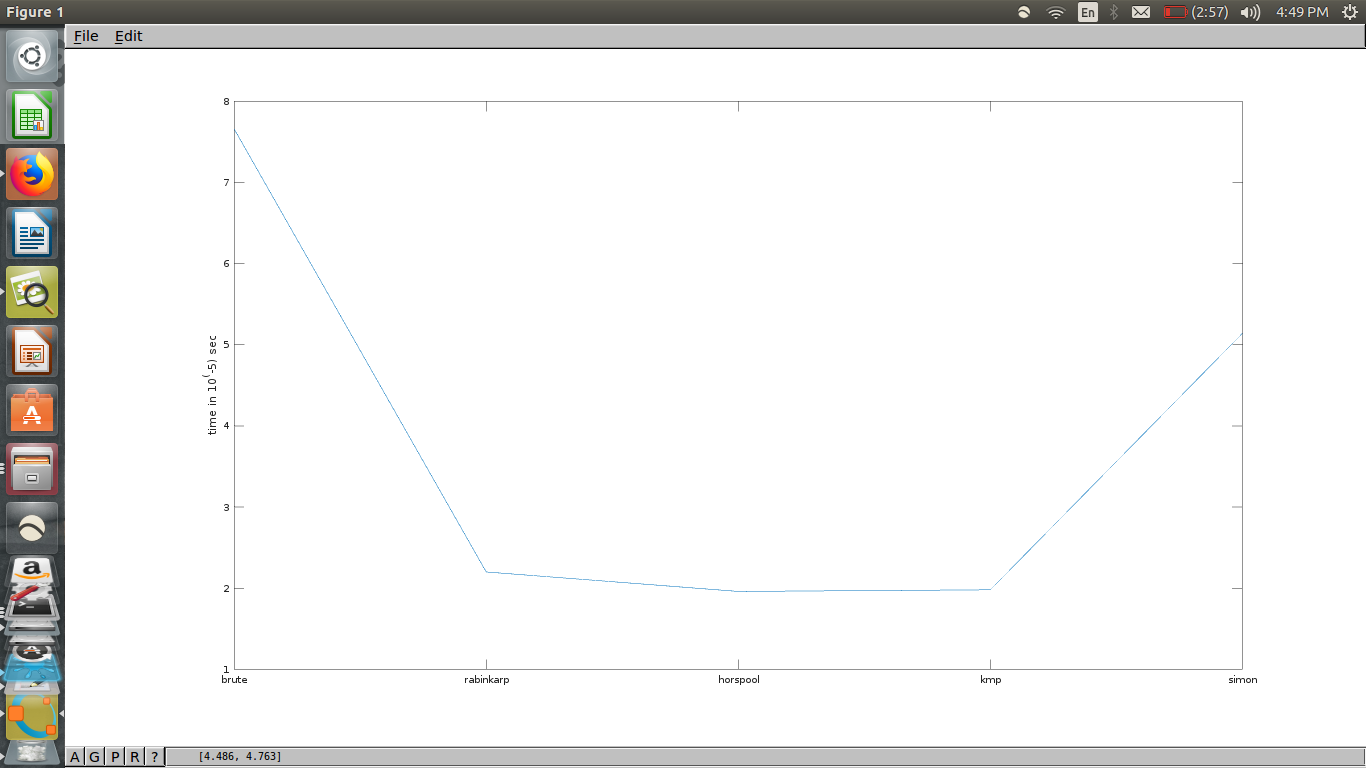 Figure 1
En
(2:57)
4:49 PM
File Edit
8
7
6
5
4
3
2
1
time in 10(-5) sec
brute rabinkarp horspool kmp simon
A G P R ? [4.486, 4.763]